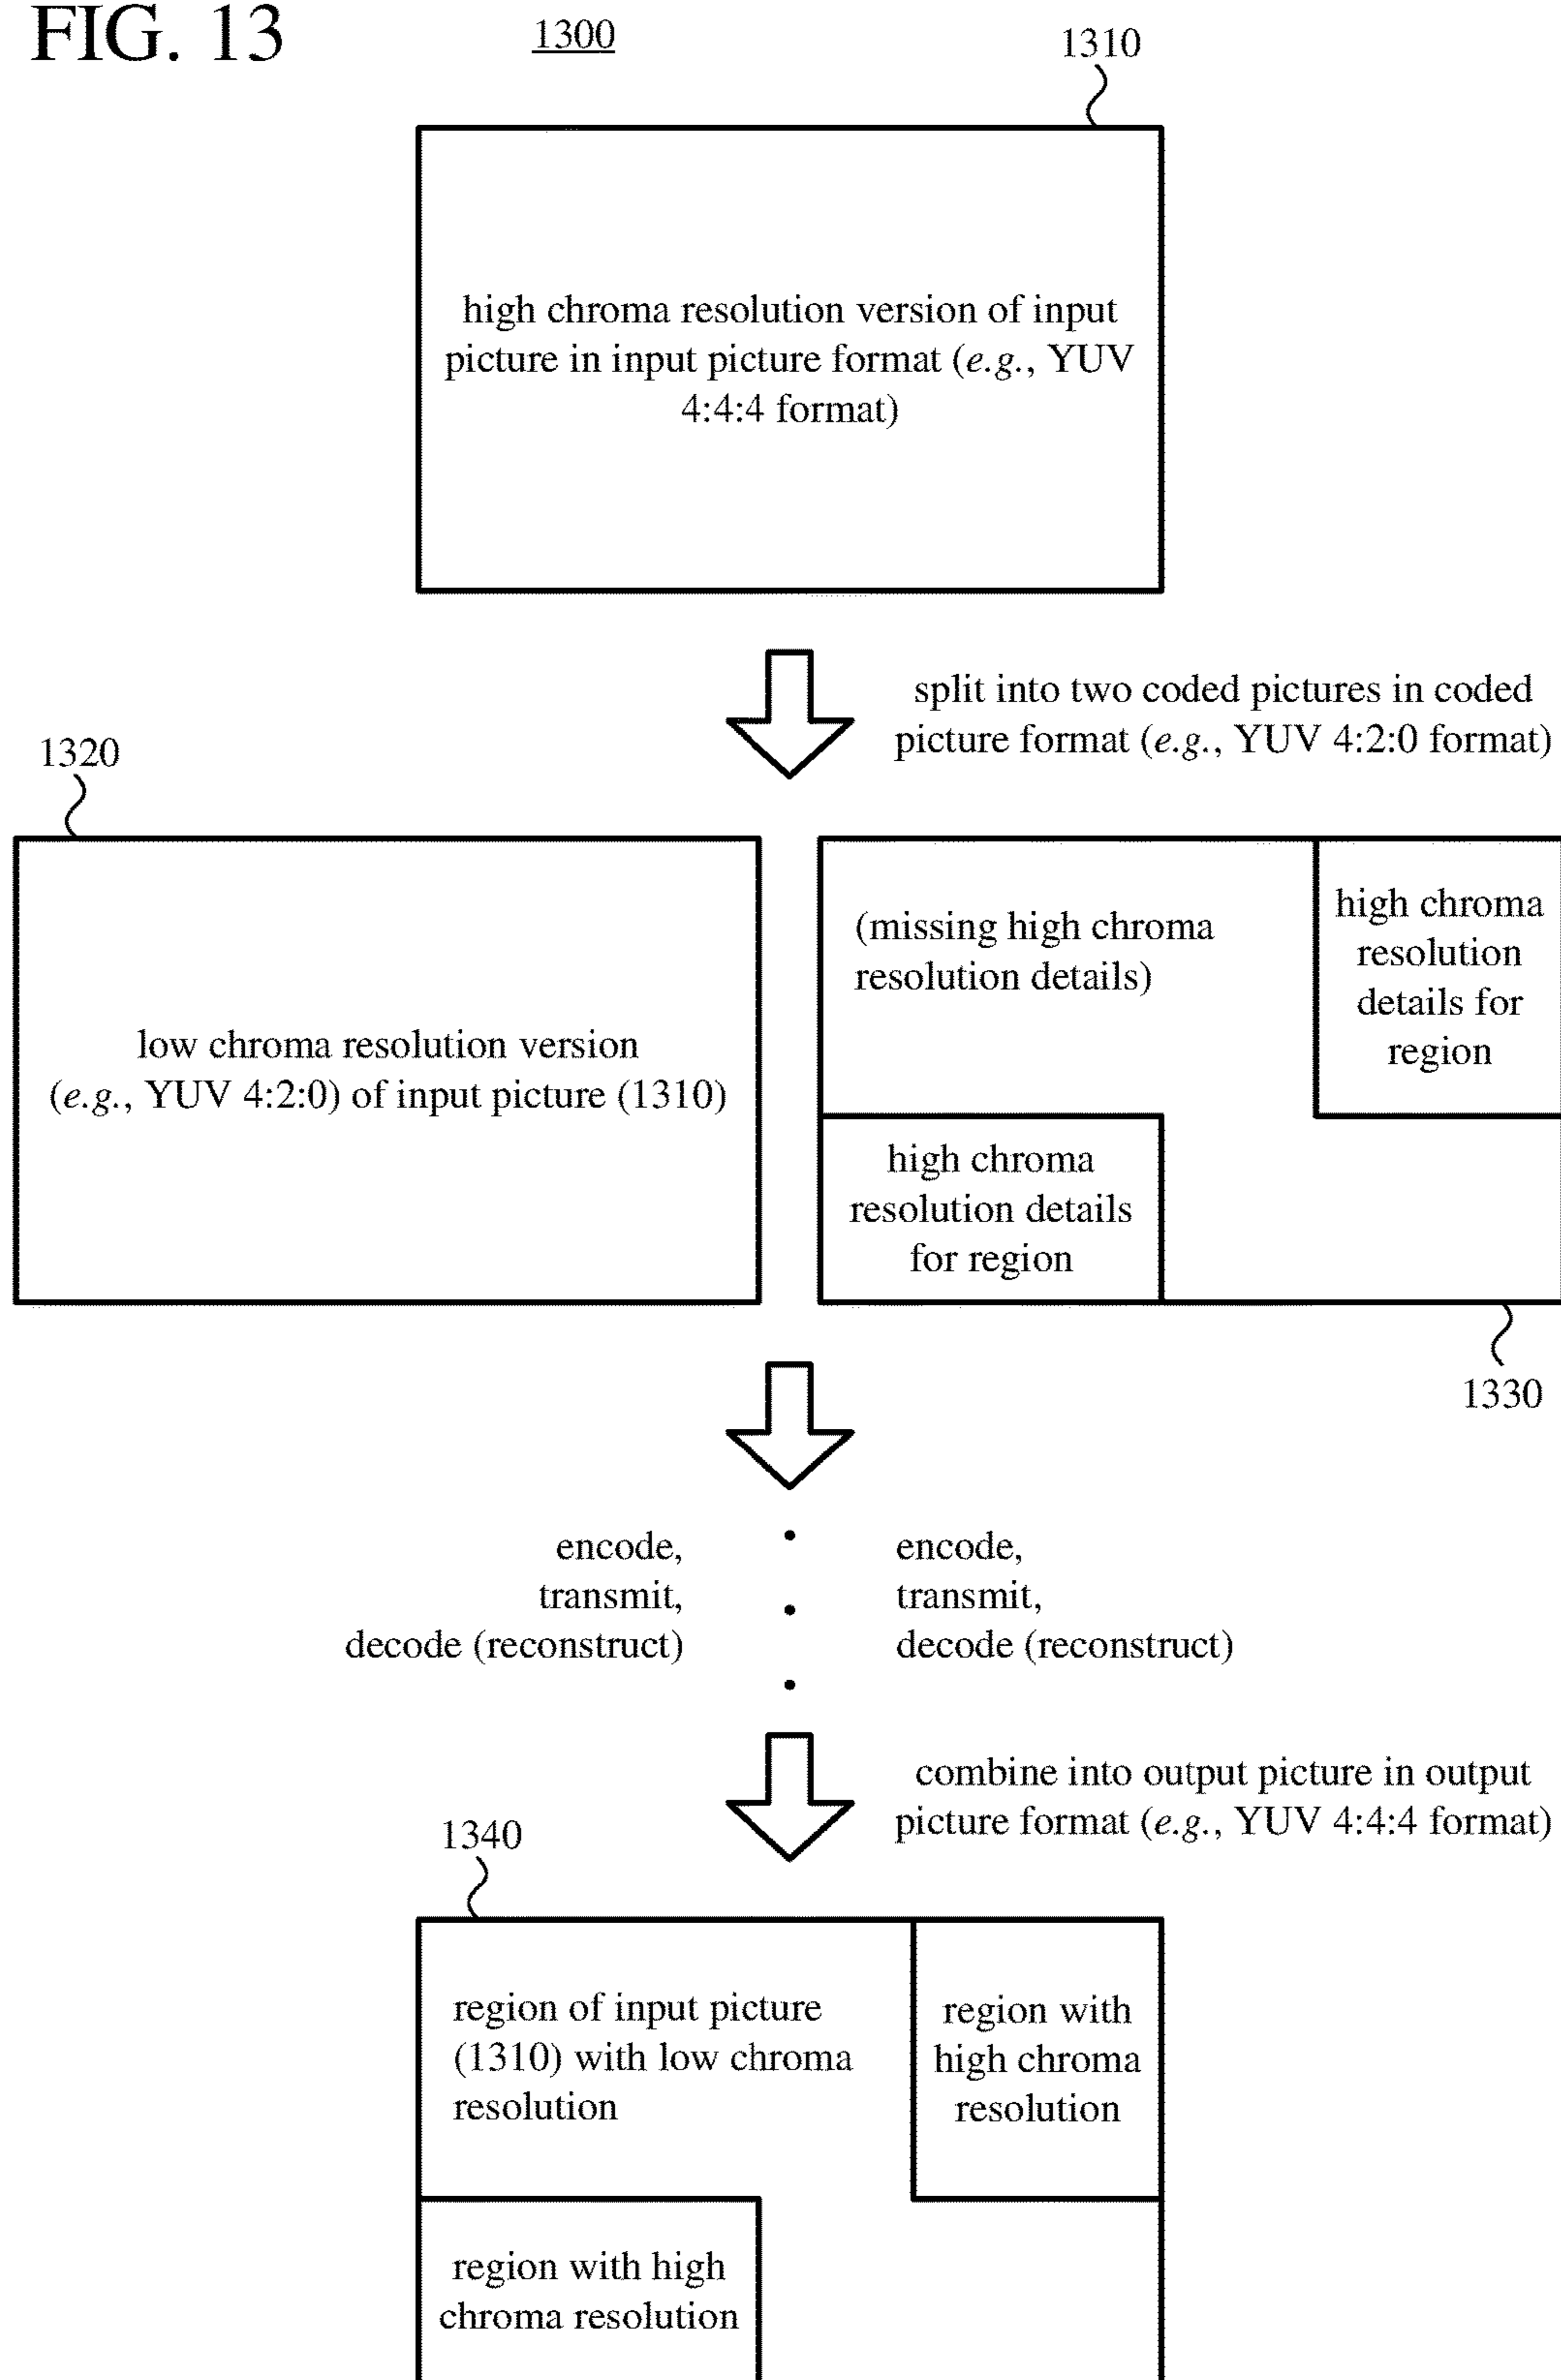 FIG. 13
1300
1310
high chroma resolution version of input
picture in input picture format (e.g., YUV
4:4:4 format)
split into two coded pictures in coded
picture format (e.g., YUV 4:2:0 format)
1320
low chroma resolution version
(e.g., YUV 4:2:0) of input picture (1310)
(missing high chroma
resolution details)
high chroma
resolution
details for
region
high chroma
resolution details
for region
1330
encode,
transmit,
decode (reconstruct)
encode,
transmit,
decode (reconstruct)
combine into output picture in output
picture format (e.g., YUV 4:4:4 format)
1340
region of input picture
(1310) with low chroma
resolution
region with
high chroma
resolution
region with high
chroma resolution